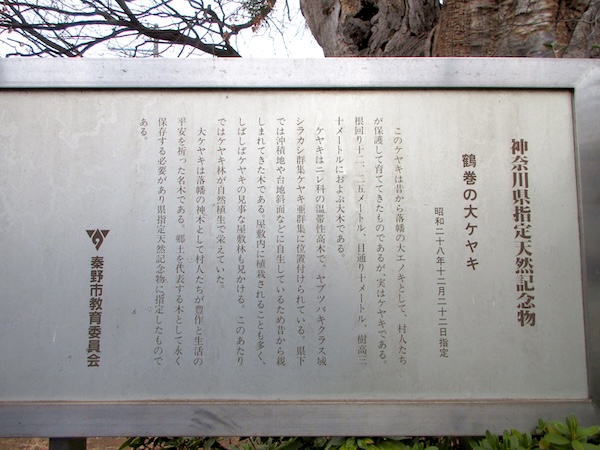 神奈川県指定天然記念物
鶴巻の大ケヤキ
昭和二十八年十二月二十二日指定
このケヤキは昔から落幡の大エノキとして、村人たち
が保護して育ててきたものであるが、実はケヤキである。
根回り十二、二五メートル、目通り十メートル、樹高三
十メートルにおよぶ大木である。
ケヤキはニレ科の温帯性高木で、ヤブツバキクラス域
シラカシ群集ケヤキ亜群集に位置付けられている。県下
では沖積地や台地斜面などに自生しているため昔から親
しまれてきた木である。屋敷内に植栽されることも多く、
しばしばケヤキの見事な屋敷林も見かける。このあたり
ではケヤキ林が自然植生で栄えていた。
大ケヤキは落幡の神木として村人たちが豊作と生活の
平安を祈った名木である。郷土を代表する木として永く
保存する必要があり県指定天然記念物に指定したもので
ある。
秦野市教育委員会